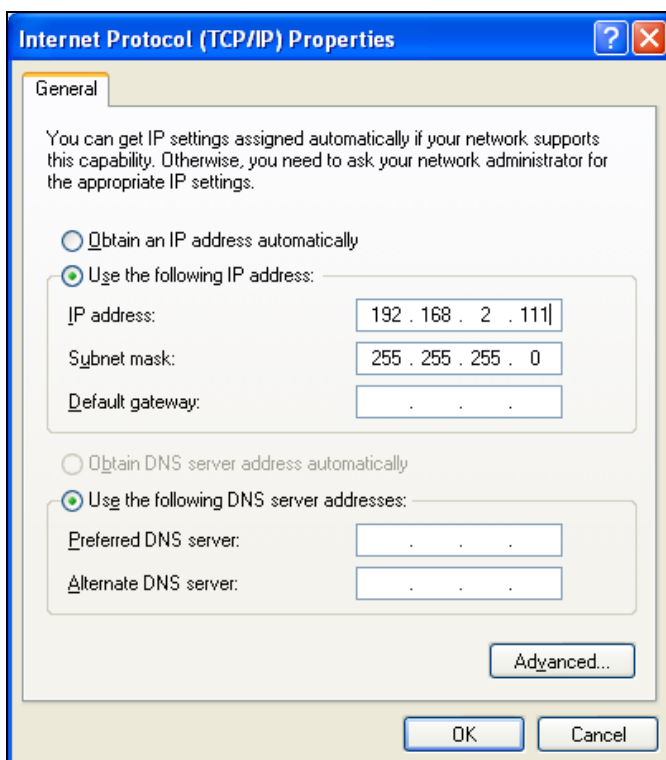 Internet Protocol (TCP/IP) Properties
General
You can get IP settings assigned automatically if your network supports
this capability. Otherwise, you need to ask your network administrator for
the appropriate IP settings.
Obtain an IP address automatically
Use the following IP address:
IP address: 192 . 168 . 2 . 111
Subnet mask: 255 . 255 . 255 . 0
Default gateway: . . .
Obtain DNS server address automatically
Use the following DNS server addresses:
Preferred DNS server: . . .
Alternate DNS server: . . .
Advanced...
OK Cancel